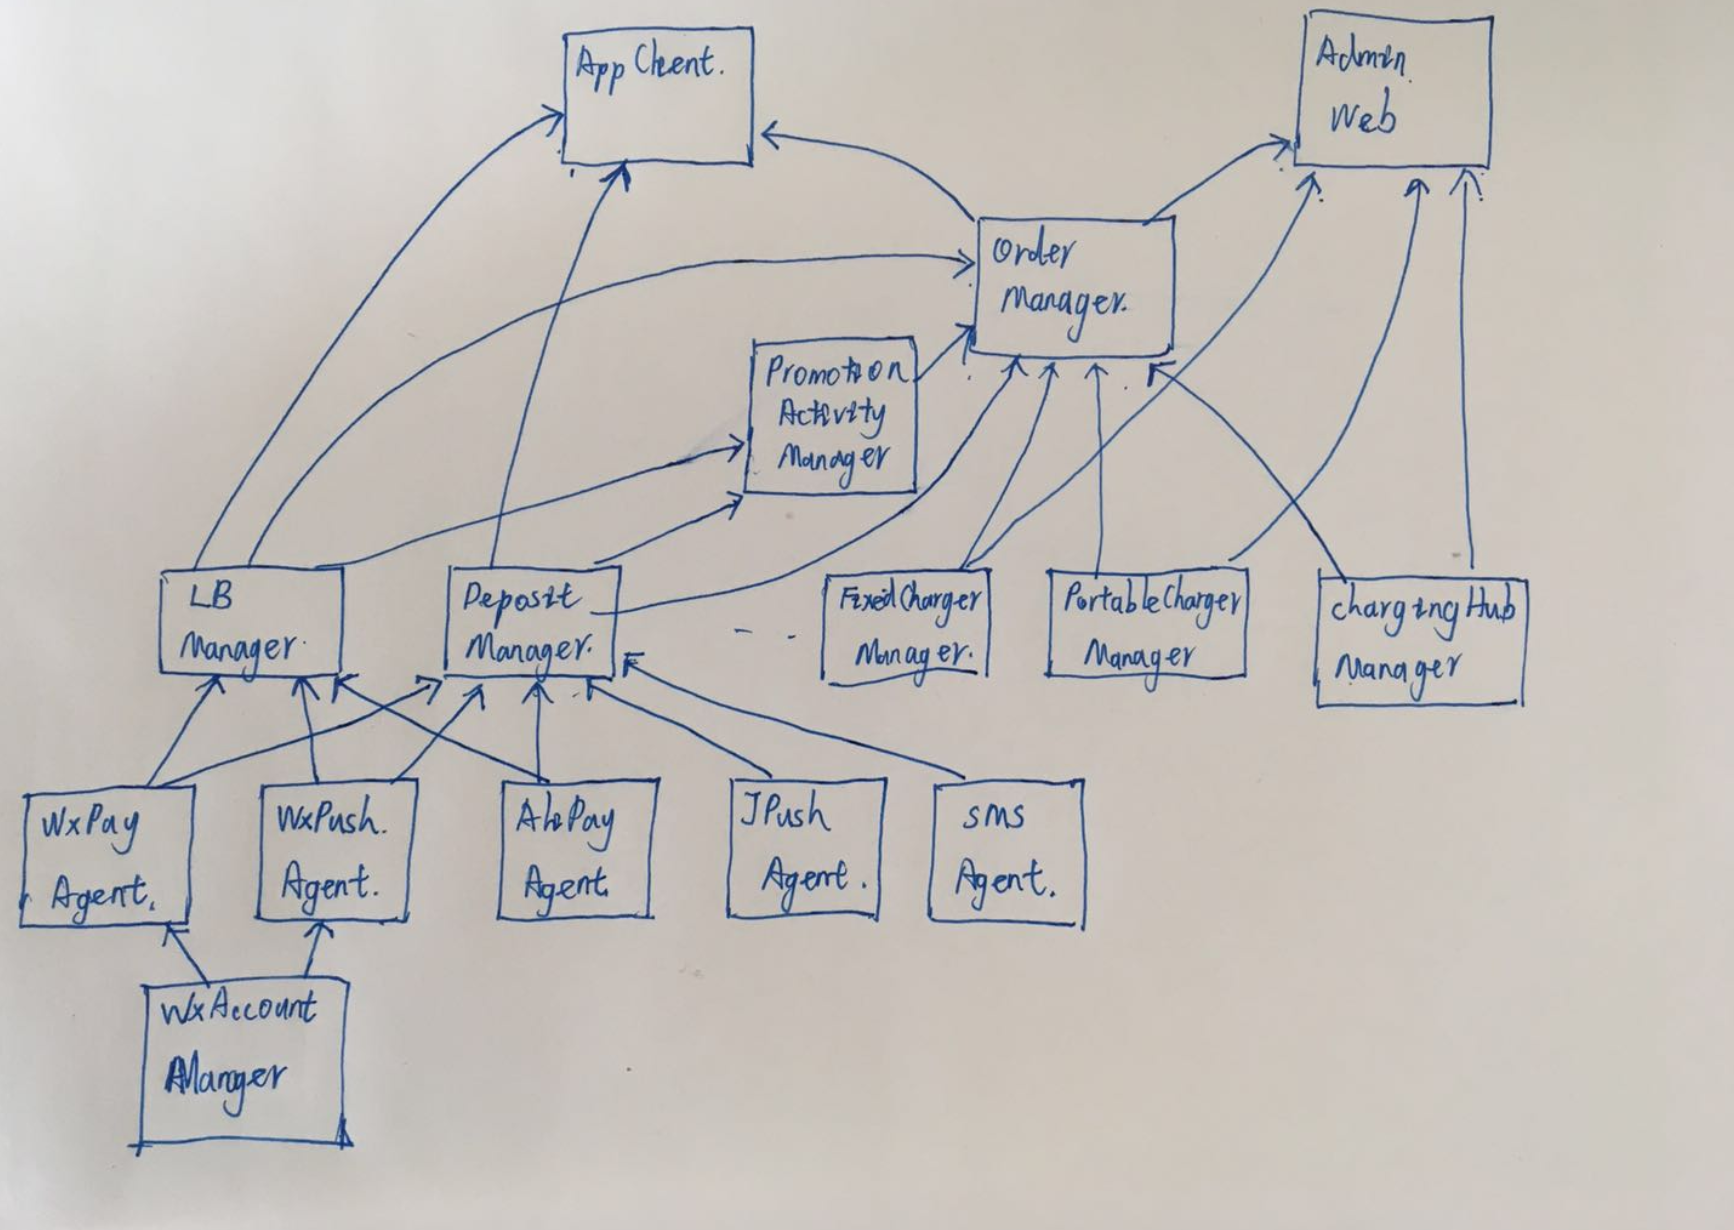 App Client.
Admin
Web
Order
Manager.
Promotion
Activity
Manager
LB
Manager.
Deposit
Manager.
FixedCharger
Manager.
PortableCharger
Manager
chargingHub
Manager
WxPay
Agent.
WxPush.
Agent.
AliPay
Agent
JPush
Agent.
sms
Agent.
WxAccount
Manager